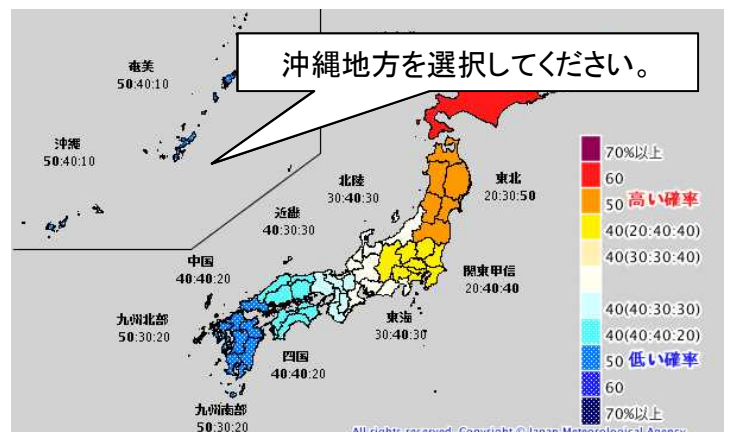 沖縄地方を選択してください。
奄美
50:40:10
沖縄
50:40:10
北陸
30:40:30
東北
20:30:50
近畿
40:30:30
中国
40:40:20
関東甲信
20:40:40
九州北部
50:30:20
東海
30:40:30
四国
40:40:20
九州南部
50:30:20
70%以上
60
50 高い確率
40(20:40:40)
40(30:30:40)
40(40:30:30)
40(40:40:20)
50 低い確率
60
70%以上
All rights reserved. Copyright © Japan Meteorological Agency